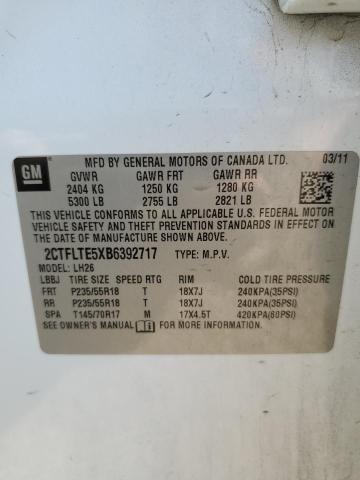 GM
MFD BY GENERAL MOTORS OF CANADA LTD. 03/11
GVWR GAWR FRT GAWR RR
2404 KG 1250 KG 1280 KG
5300 LB 2755 LB 2821 LB
THIS VEHICLE CONFORMS TO ALL APPLICABLE U.S. FEDERAL MOTOR
VEHICLE SAFETY AND THEFT PREVENTION STANDARDS IN EFFECT
ON THE DATE OF MANUFACTURE SHOWN ABOVE.
2CTFLTE5XB6392717 TYPE: M.P.V.
MODEL: LH26
LBBJ TIRE SIZE SPEED RTG RIM COLD TIRE PRESSURE
FRT P235/55R18 T 18X7J 240KPA(35PSI)
RR P235/55R18 T 18X7J 240KPA(35PSI)
SPA T145/70R17 M 17X4.5T 420KPA(60PSI)
SEE OWNER'S MANUAL FOR MORE INFORMATION.